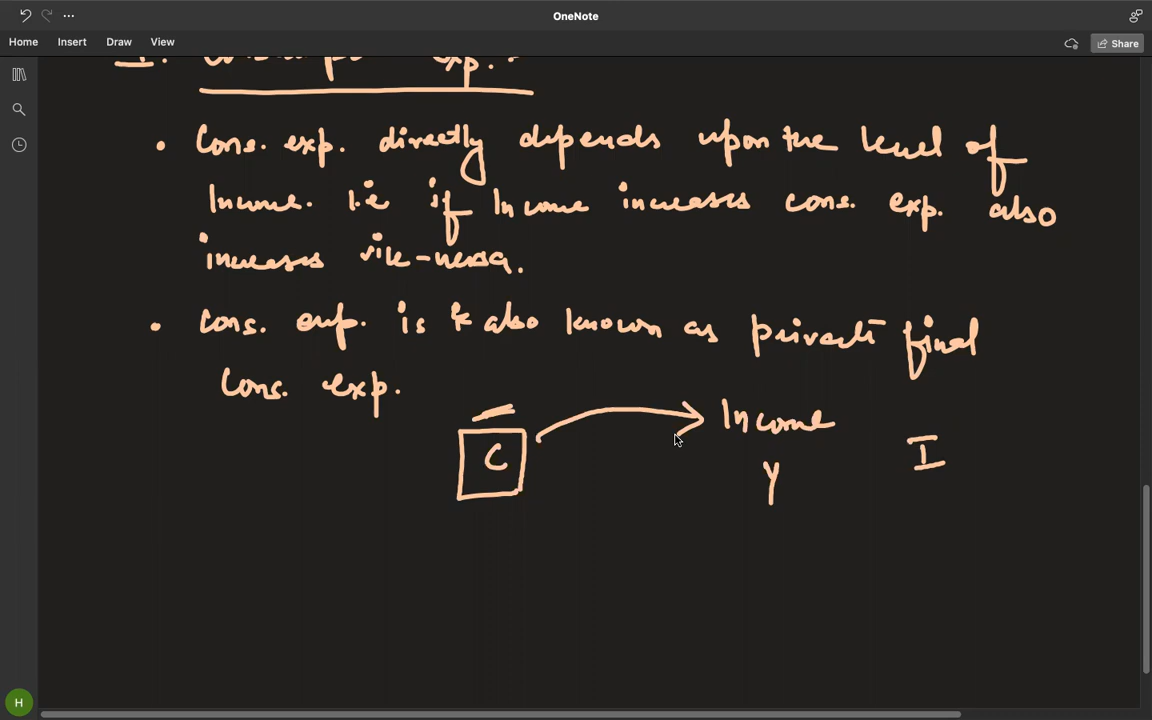 OneNote
Home Insert Draw View
Share
I. exp. :
• Cons. exp. directly depends upon the level of
Income. i.e if Income increases cons. exp. also
increases vice-versa.
• Cons. exp. is also known as private final
Cons. exp.
C Income
Y I
H